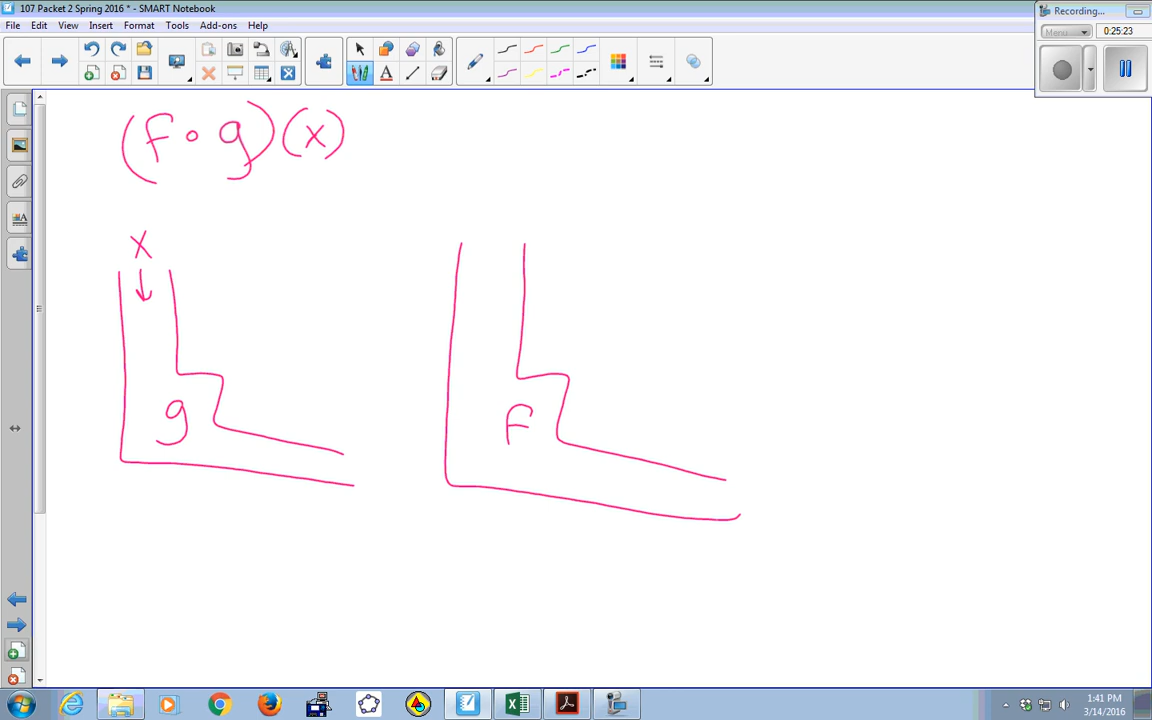 107 Packet 2 Spring 2016 * - SMART Notebook
Recording...
File Edit View Insert Format Tools Add-ons Help
Menu
0:25:23
(f ∘ g)(x)
x
g
f
1:41 PM
3/14/2016